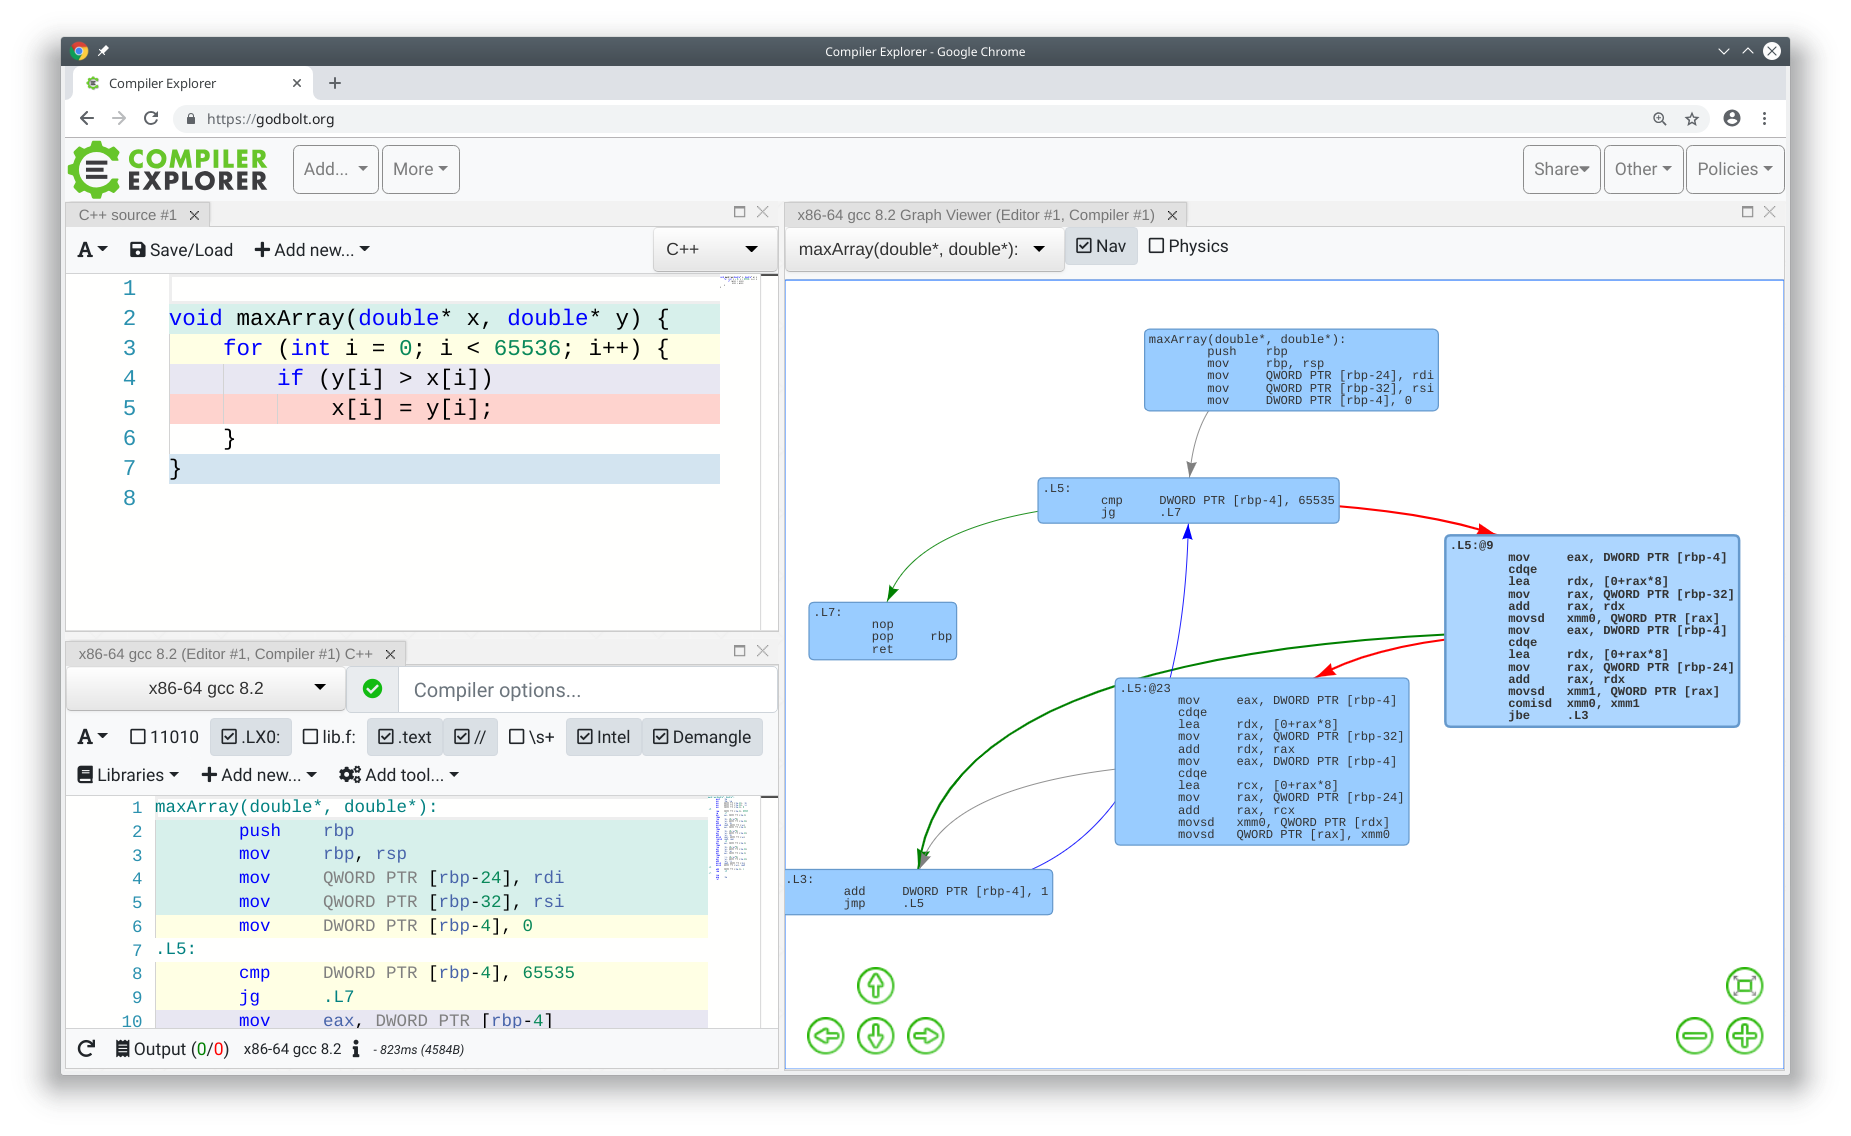 Compiler Explorer - Google Chrome
Compiler Explorer
https://godbolt.org
COMPILER
EXPLORER
Add...
More
Share
Other
Policies
C++ source #1
A
Save/Load
Add new...
C++
1
2 void maxArray(double* x, double* y) {
3     for (int i = 0; i < 65536; i++) {
4         if (y[i] > x[i])
5             x[i] = y[i];
6     }
7 }
8
x86-64 gcc 8.2 (Editor #1, Compiler #1) C++
x86-64 gcc 8.2
Compiler options...
A
11010
.LX0:
lib.f:
.text
//
\s+
Intel
Demangle
Libraries
Add new...
Add tool...
1 maxArray(double*, double*):
2         push    rbp
3         mov     rbp, rsp
4         mov     QWORD PTR [rbp-24], rdi
5         mov     QWORD PTR [rbp-32], rsi
6         mov     DWORD PTR [rbp-4], 0
7 .L5:
8         cmp     DWORD PTR [rbp-4], 65535
9         jg      .L7
10         mov     eax, DWORD PTR [rbp-4]
Output (0/0) x86-64 gcc 8.2 i - 823ms (4584B)
x86-64 gcc 8.2 Graph Viewer (Editor #1, Compiler #1)
maxArray(double*, double*):
Nav
Physics
maxArray(double*, double*):
push    rbp
mov     rbp, rsp
mov     QWORD PTR [rbp-24], rdi
mov     QWORD PTR [rbp-32], rsi
mov     DWORD PTR [rbp-4], 0
.L5:
cmp     DWORD PTR [rbp-4], 65535
jg      .L7
.L5:@9
mov     eax, DWORD PTR [rbp-4]
cdqe
lea     rdx, [0+rax*8]
mov     rax, QWORD PTR [rbp-32]
add     rax, rdx
movsd   xmm0, QWORD PTR [rax]
mov     eax, DWORD PTR [rbp-4]
cdqe
lea     rdx, [0+rax*8]
mov     rax, QWORD PTR [rbp-24]
add     rax, rdx
movsd   xmm1, QWORD PTR [rax]
comisd  xmm0, xmm1
jbe     .L3
.L7:
nop
pop     rbp
ret
.L5:@23
mov     eax, DWORD PTR [rbp-4]
cdqe
lea     rdx, [0+rax*8]
mov     rax, QWORD PTR [rbp-32]
add     rdx, rax
mov     eax, DWORD PTR [rbp-4]
cdqe
lea     rcx, [0+rax*8]
mov     rax, QWORD PTR [rbp-24]
add     rax, rcx
movsd   xmm0, QWORD PTR [rdx]
movsd   QWORD PTR [rax], xmm0
.L3:
add     DWORD PTR [rbp-4], 1
jmp     .L5